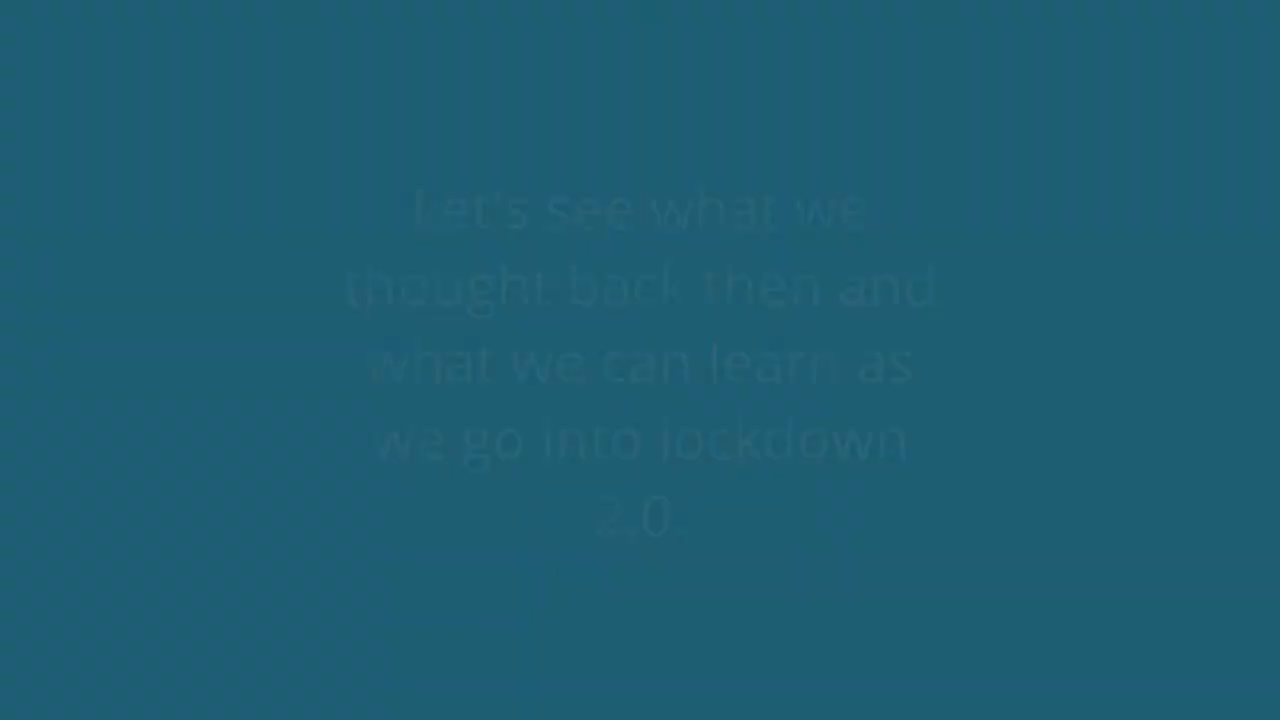 Let's see what we
thought back then and
what we can learn as
we go into lockdown
2.0.